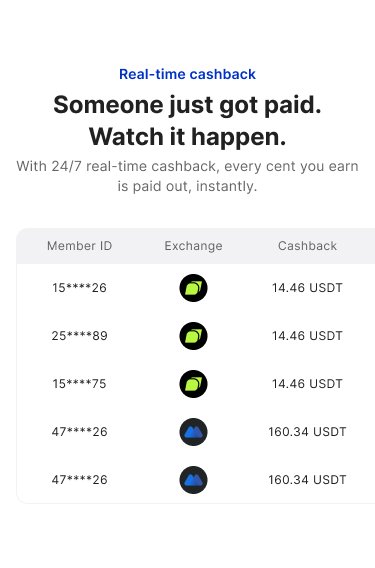 Real-time cashback
Someone just got paid.
Watch it happen.
With 24/7 real-time cashback, every cent you earn
is paid out, instantly.
Member ID Exchange Cashback
15****26 14.46 USDT
25****89 14.46 USDT
15****75 14.46 USDT
47****26 160.34 USDT
47****26 160.34 USDT